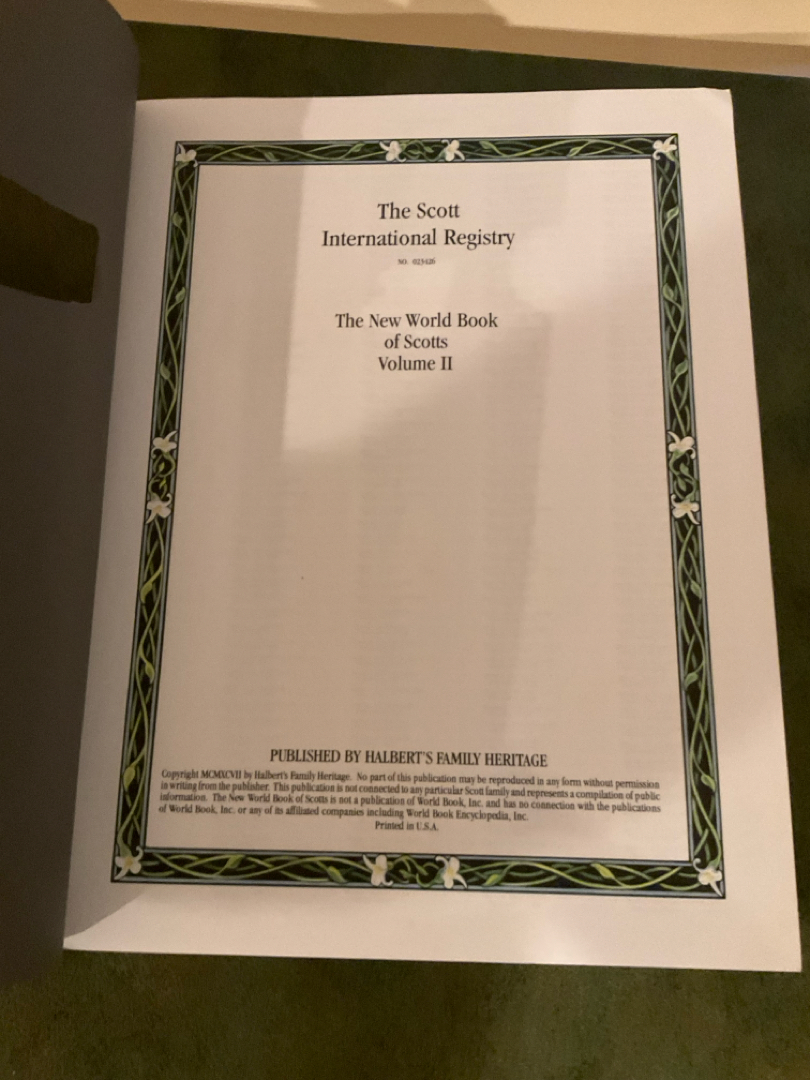 The Scott
International Registry
NO. 023426
The New World Book
of Scotts
Volume II
PUBLISHED BY HALBERT'S FAMILY HERITAGE
Copyright MCMXCVII by Halbert's Family Heritage. No part of this publication may be reproduced in any form without permission
in writing from the publisher. This publication is not connected to any particular Scott family and represents a compilation of public
information. The New World Book of Scotts is not a publication of World Book, Inc. and has no connection with the publications
of World Book, Inc. or any of its affiliated companies including World Book Encyclopedia, Inc.
Printed in U.S.A.